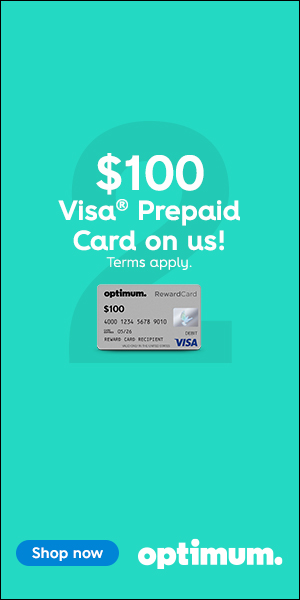 2
$100
Visa® Prepaid
Card on us!
Terms apply.
optimum. RewardCard
$100
4000 1234 5678 9010
05/26
DEBIT
REWARD CARD RECIPIENT
VISA
Shop now
optimum.